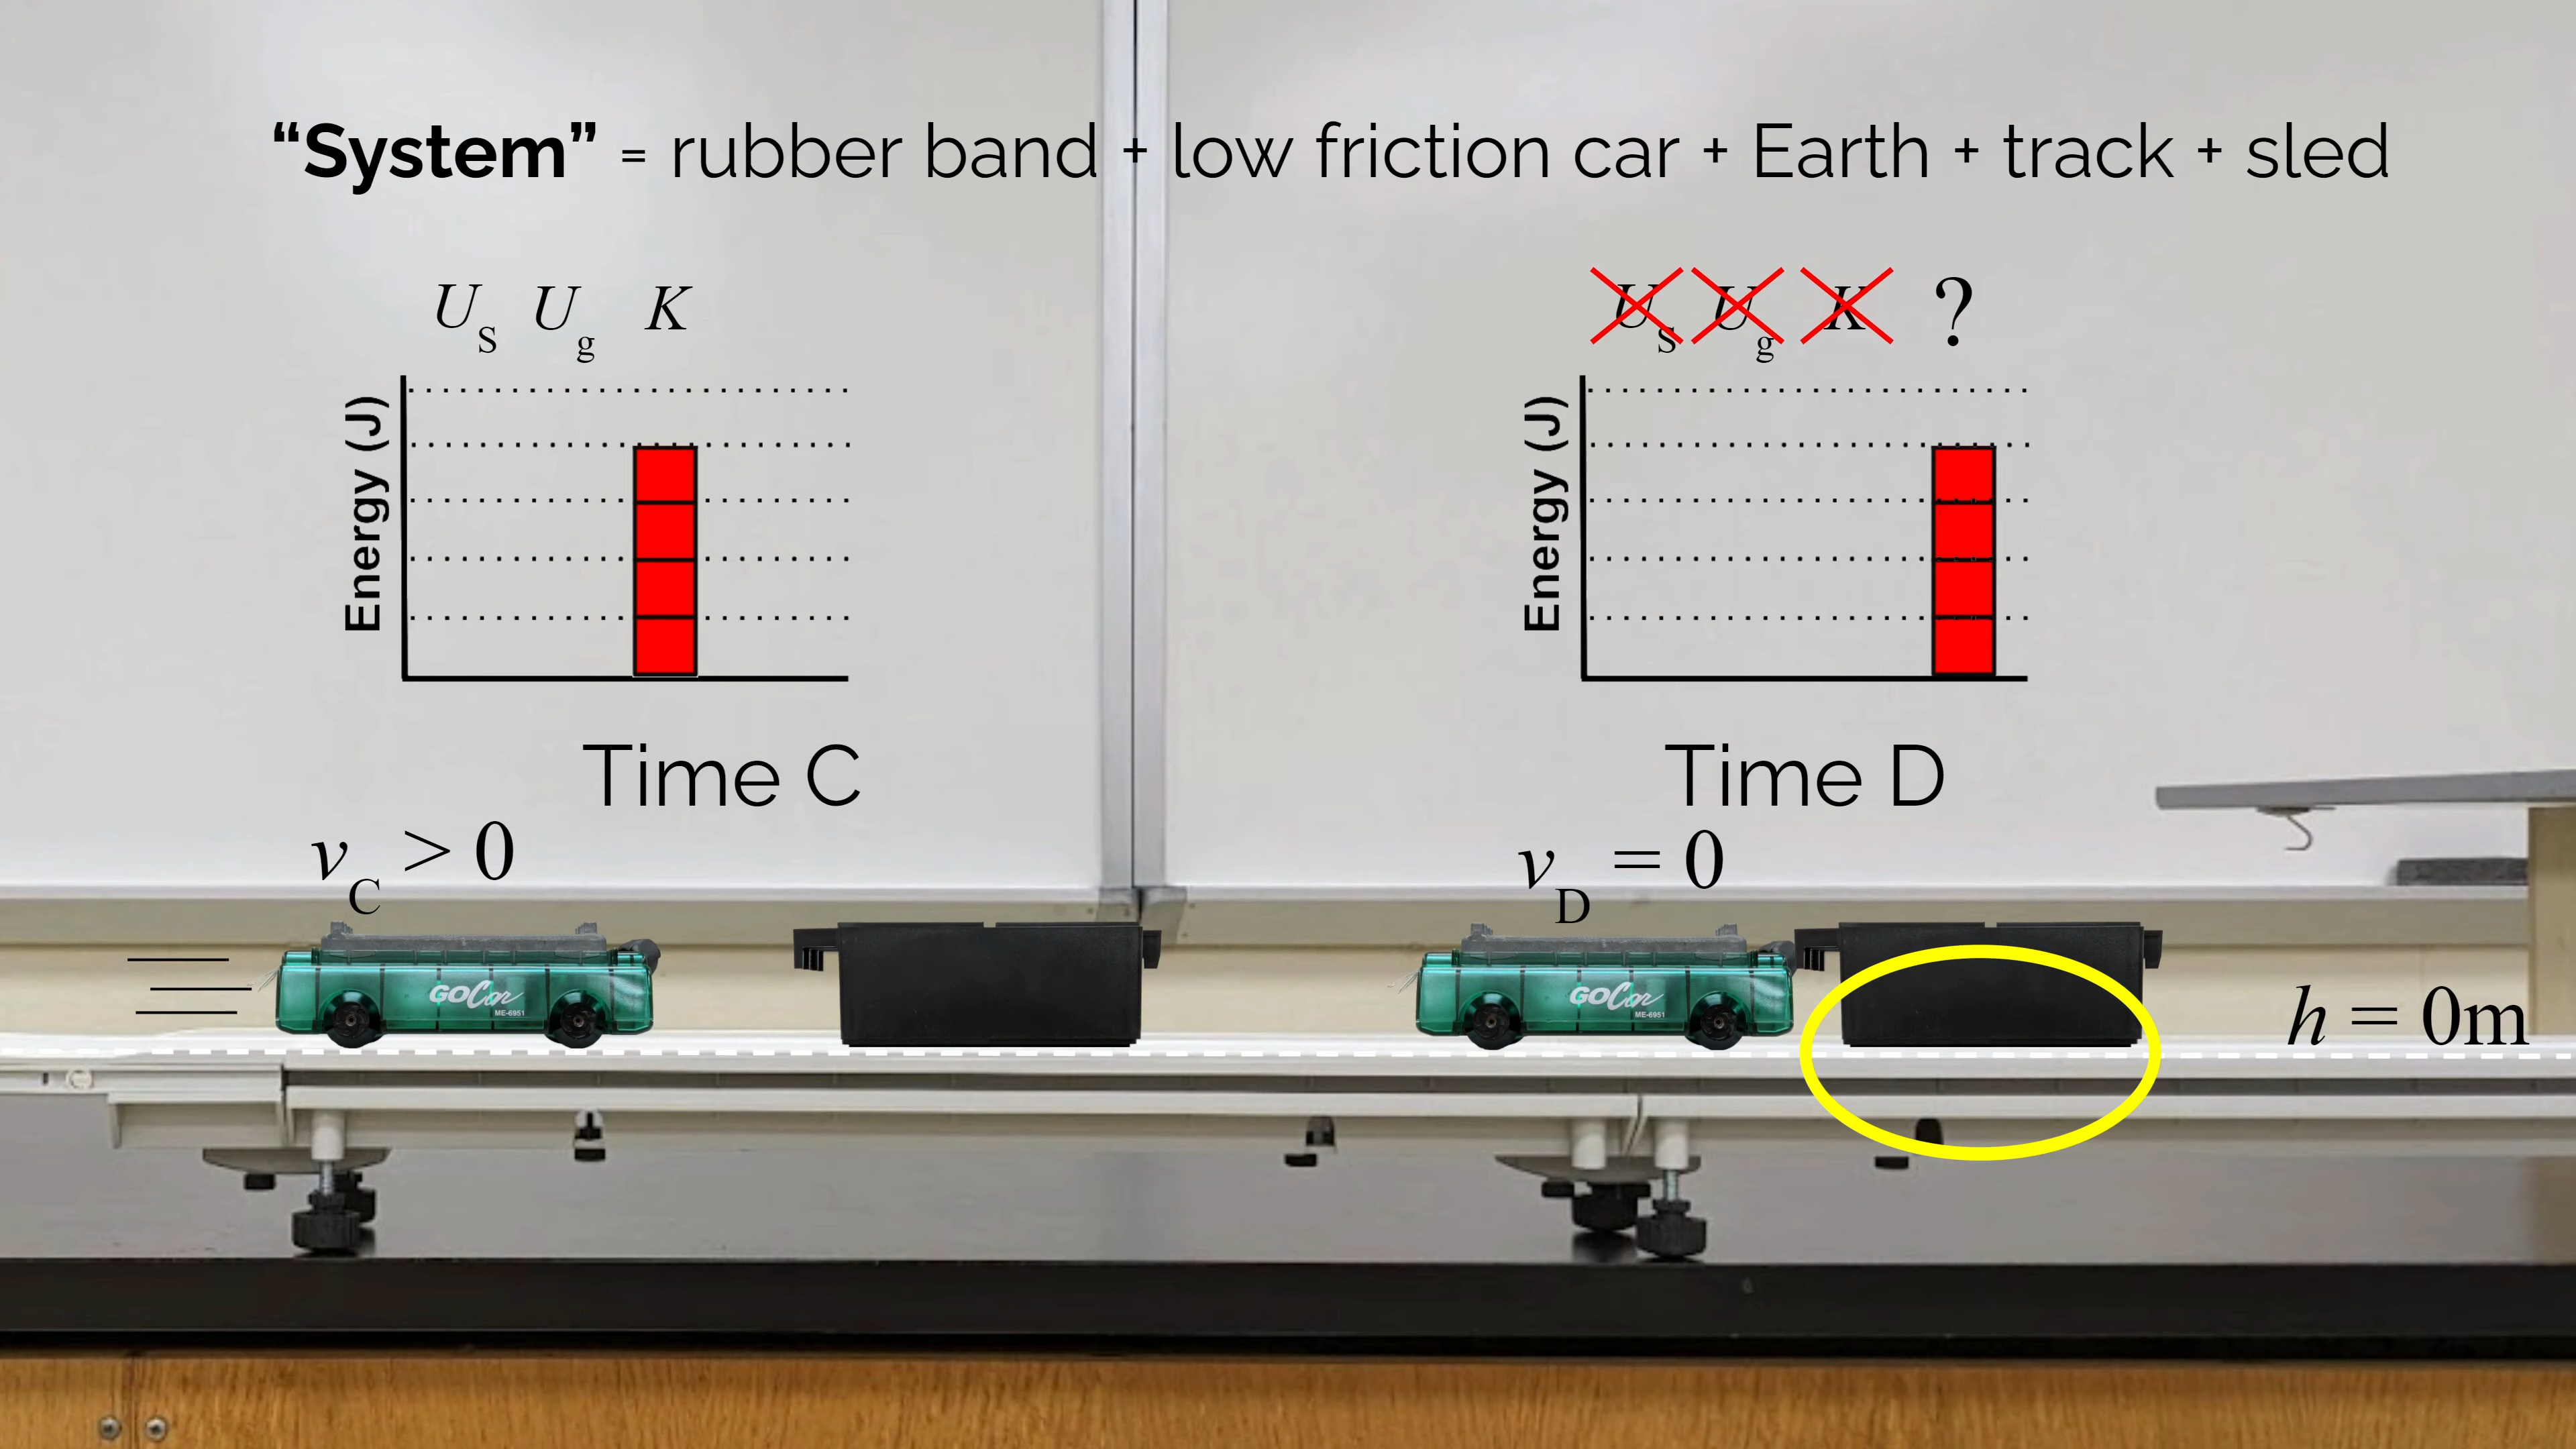 “System” = rubber band + low friction car + Earth + track + sled
U_S U_g K
U_S U_g K ?
Energy (J)
Energy (J)
Time C
Time D
v_C > 0
v_D = 0
GOCar
ME-6951
GOCar
ME-6951
h = 0m